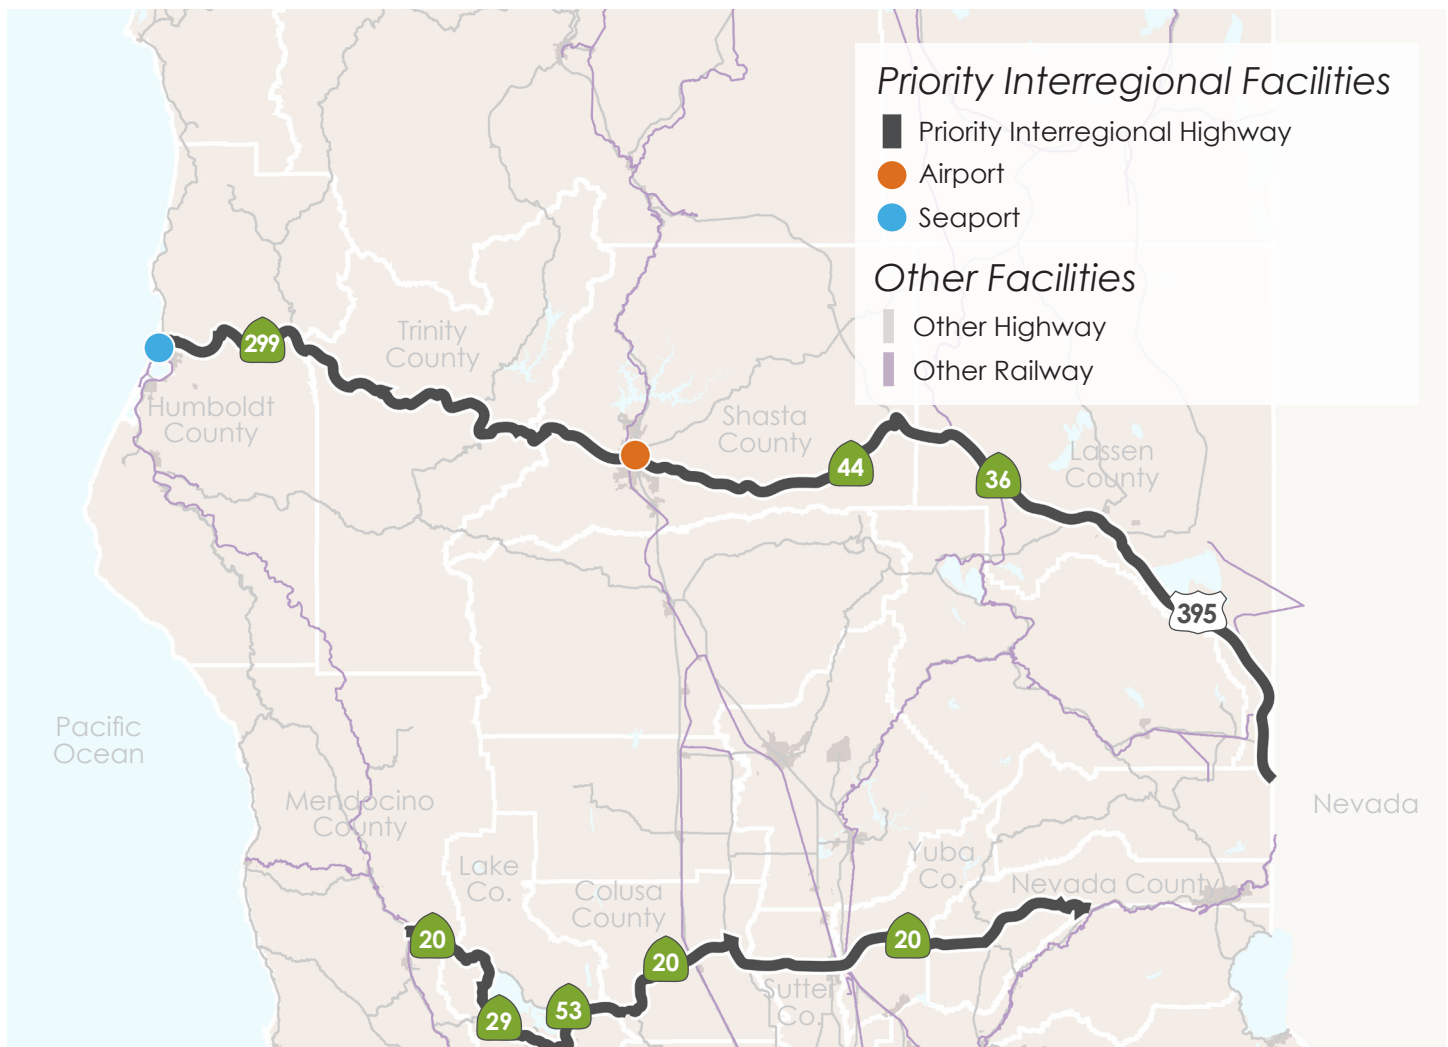 Priority Interregional Facilities
Priority Interregional Highway
Airport
Seaport
Other Facilities
Other Highway
Other Railway
299
Trinity
County
Humboldt
County
Shasta
County
44
36
Lassen
County
395
Pacific
Ocean
Mendocino
County
Nevada
Lake
Co.
Colusa
County
Yuba
Co.
Nevada County
20
20
20
29
53
Sutter
Co.